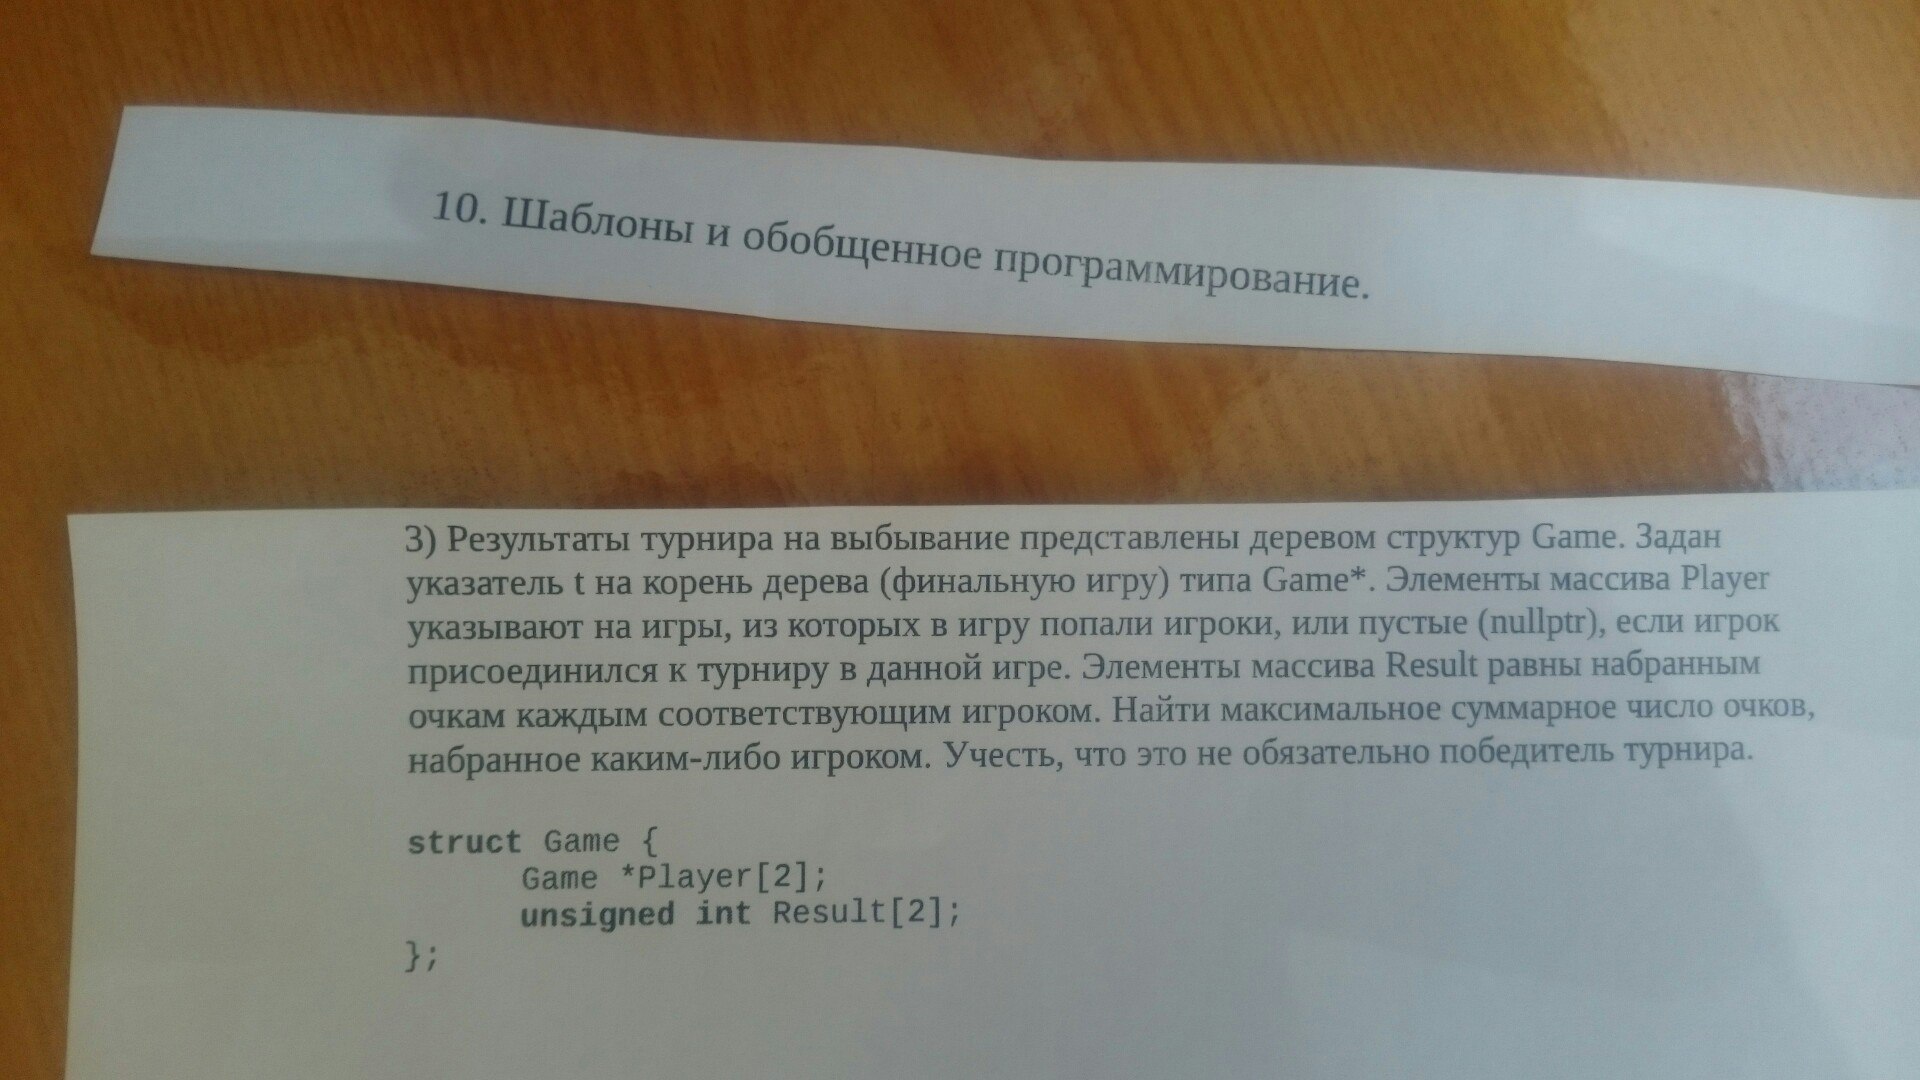 10. Шаблоны и обобщенное программирование.
3) Результаты турнира на выбывание представлены деревом структур Game. Задан
указатель t на корень дерева (финальную игру) типа Game*. Элементы массива Player
указывают на игры, из которых в игру попали игроки, или пустые (nullptr), если игрок
присоединился к турниру в данной игре. Элементы массива Result равны набранным
очкам каждым соответствующим игроком. Найти максимальное суммарное число очков,
набранное каким-либо игроком. Учесть, что это не обязательно победитель турнира.
struct Game {
Game *Player[2];
unsigned int Result[2];
};